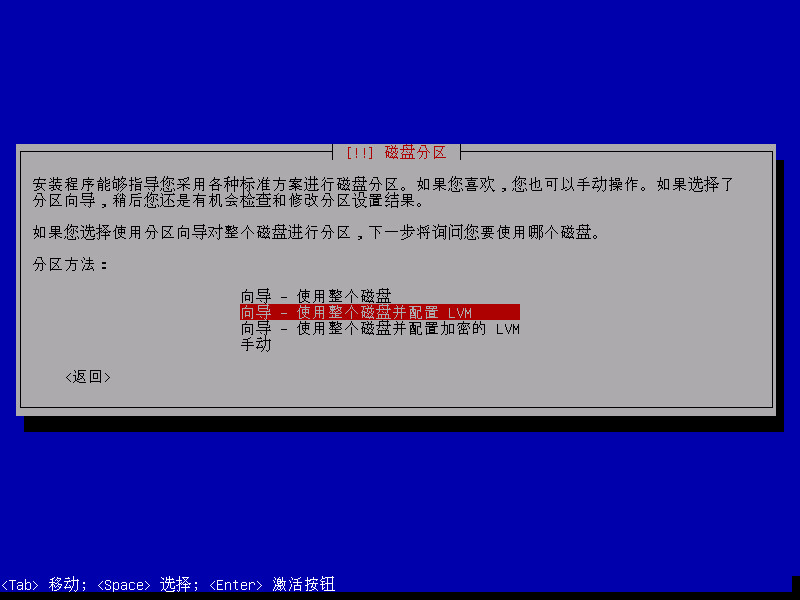 [!!] 磁盘分区
安装程序能够指导您采用各种标准方案进行磁盘分区。如果您喜欢，您也可以手动操作。如果选择了
分区向导，稍后您还是有机会检查和修改分区设置结果。
如果您选择使用分区向导对整个磁盘进行分区，下一步将询问您要使用哪个磁盘。
分区方法：
向导 - 使用整个磁盘
向导 - 使用整个磁盘并配置 LVM
向导 - 使用整个磁盘并配置加密的 LVM
手动
<返回>
<Tab> 移动; <Space> 选择; <Enter> 激活按钮